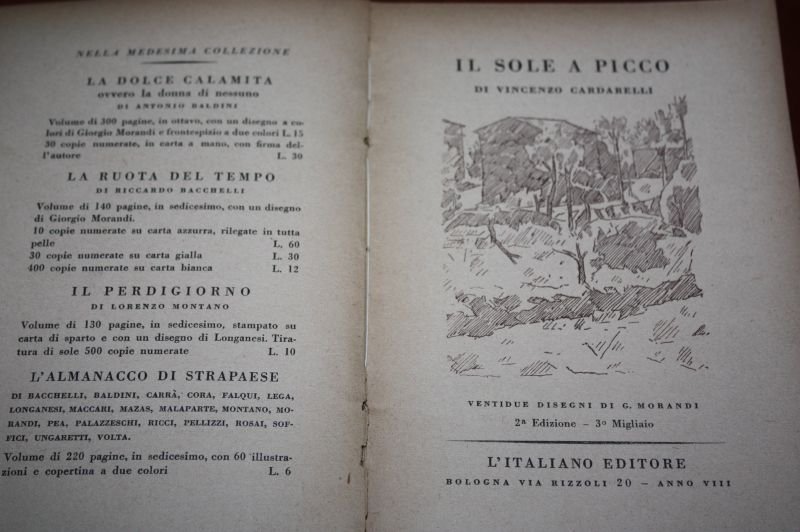 NELLA MEDESIMA COLLEZIONE
LA DOLCE CALAMITA
ovvero la donna di nessuno
DI ANTONIO BALDINI
Volume di 300 pagine, in ottavo, con un disegno a co-
lori di Giorgio Morandi e frontespizio a due colori L. 15
30 copie numerate, in carta a mano, con firma del-
l'autore L. 30
LA RUOTA DEL TEMPO
DI RICCARDO BACCHELLI
Volume di 140 pagine, in sedicesimo, con un disegno
di Giorgio Morandi.
10 copie numerate su carta azzurra, rilegate in tutta
pelle L. 60
30 copie numerate su carta gialla L. 30
400 copie numerate su carta bianca L. 12
IL PERDIGIORNO
DI LORENZO MONTANO
Volume di 130 pagine, in sedicesimo, stampato su
carta di sparto e con un disegno di Longanesi. Tira-
tura di sole 500 copie numerate L. 10
L'ALMANACCO DI STRAPAESE
DI BACCHELLI, BALDINI, CARRÀ, CORA, FALQUI, LEGA,
LONGANESI, MACCARI, MAZAS, MALAPARTE, MONTANO, MO-
RANDI, PEA, PALAZZESCHI, RICCI, PELLIZZI, ROSAI, SOF-
FICI, UNGARETTI, VOLTA.
Volume di 220 pagine, in sedicesimo, con 60 illustra-
zioni e copertina a due colori L. 6
IL SOLE A PICCO
DI VINCENZO CARDARELLI
VENTIDUE DISEGNI DI G. MORANDI
2ª Edizione - 3º Migliaio
L'ITALIANO EDITORE
BOLOGNA VIA RIZZOLI 20 - ANNO VIII